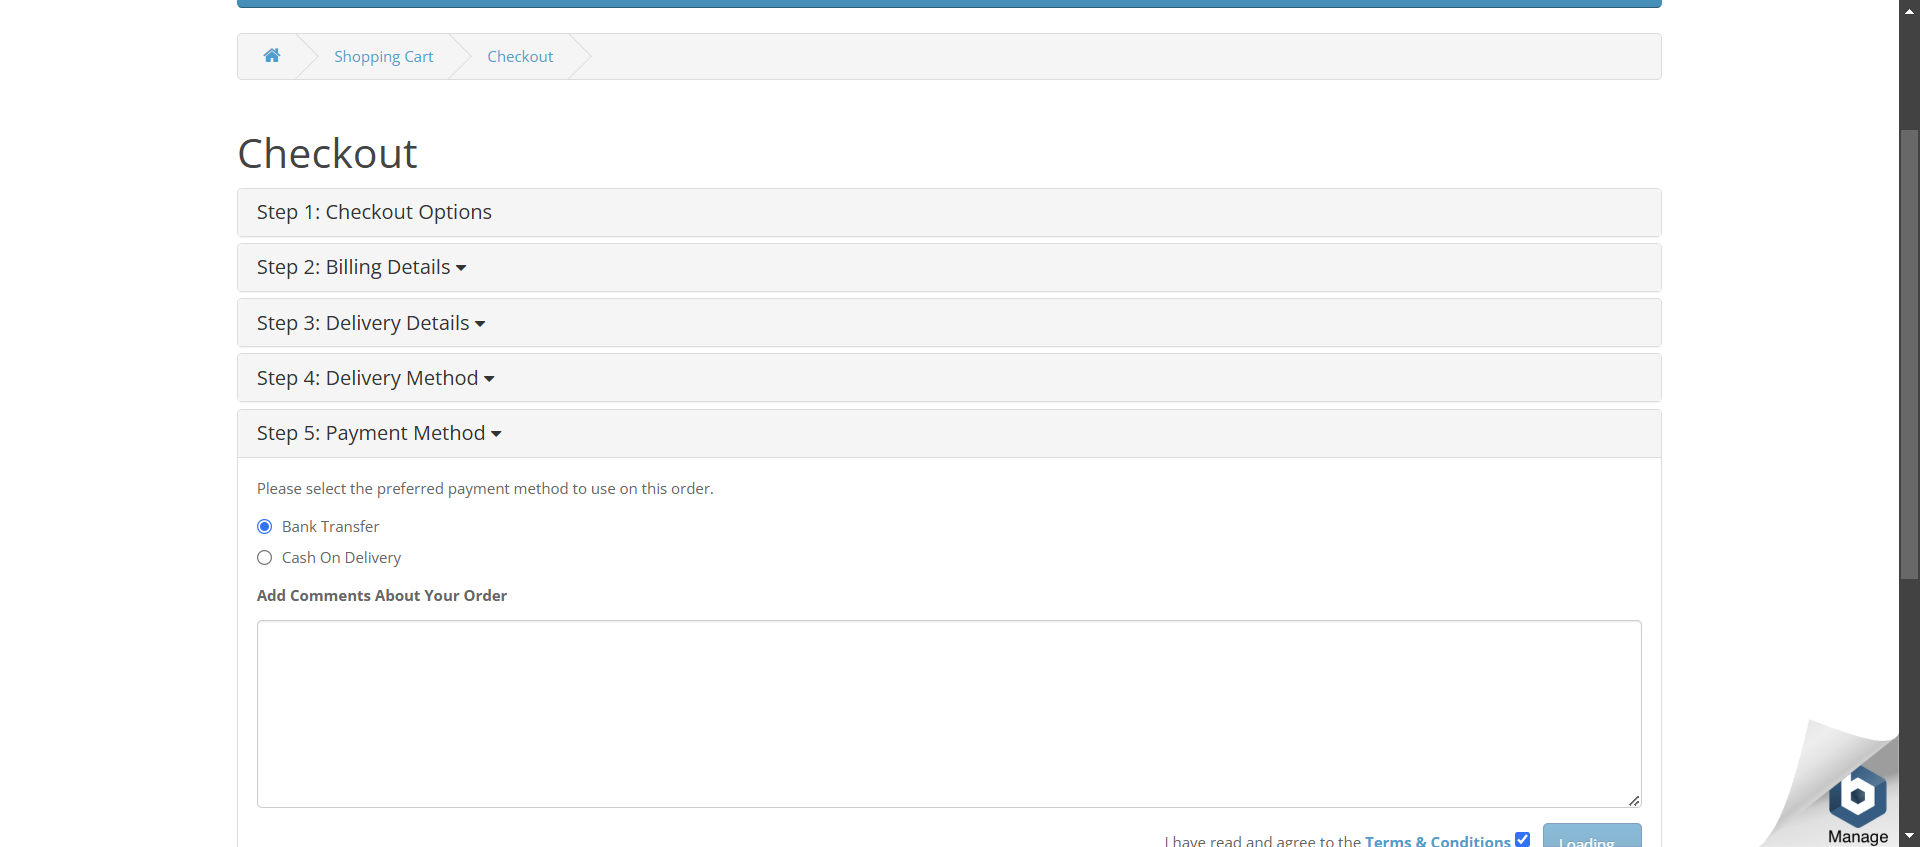 Shopping Cart
Checkout
Checkout
Step 1: Checkout Options
Step 2: Billing Details
Step 3: Delivery Details
Step 4: Delivery Method
Step 5: Payment Method
Please select the preferred payment method to use on this order.
Bank Transfer
Cash On Delivery
Add Comments About Your Order
I have read and agree to the Terms & Conditions
Loading...
b
Manage